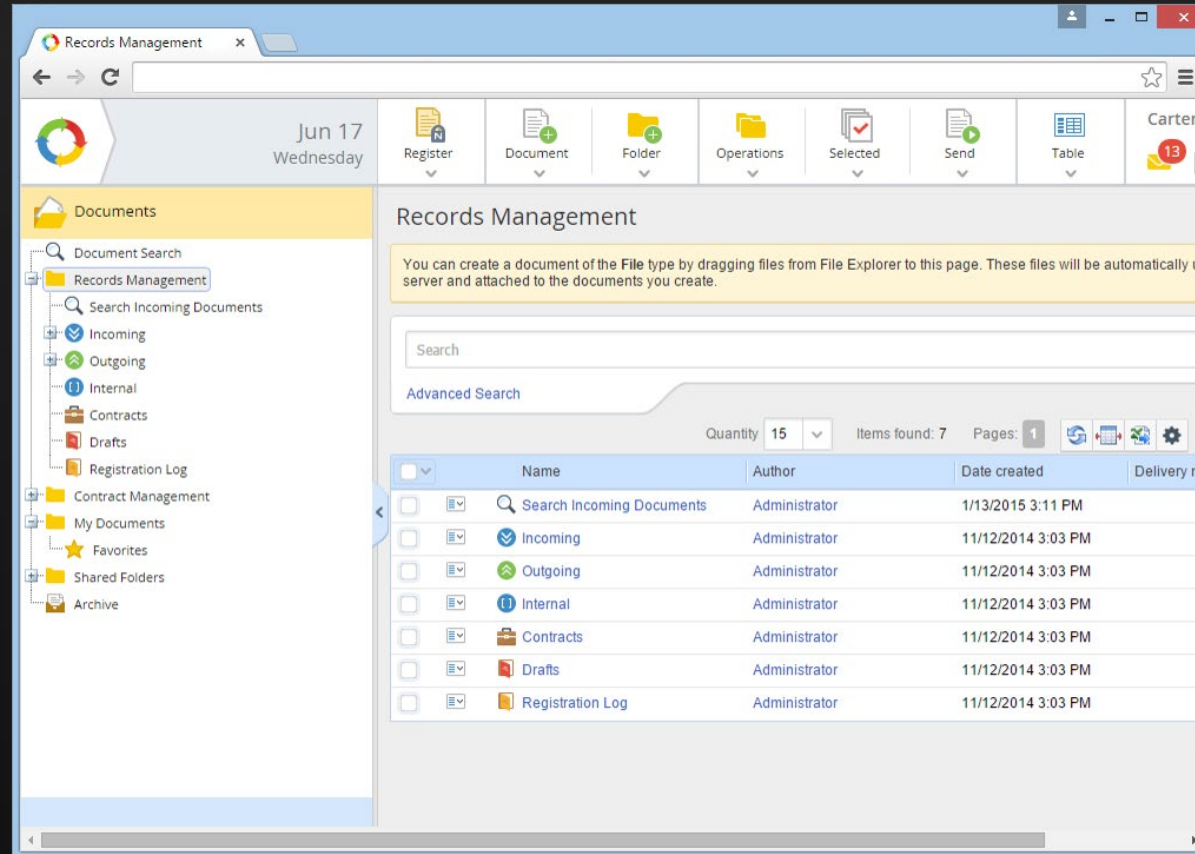 Records Management
Jun 17
Wednesday
Register
Document
Folder
Operations
Selected
Send
Table
Carter
13
Documents
Document Search
Records Management
Search Incoming Documents
Incoming
Outgoing
Internal
Contracts
Drafts
Registration Log
Contract Management
My Documents
Favorites
Shared Folders
Archive
Records Management
You can create a document of the File type by dragging files from File Explorer to this page. These files will be automatically
server and attached to the documents you create.
Search
Advanced Search
Quantity 15 Items found: 7 Pages: 1
Name Author Date created Delivery
Search Incoming Documents Administrator 1/13/2015 3:11 PM
Incoming Administrator 11/12/2014 3:03 PM
Outgoing Administrator 11/12/2014 3:03 PM
Internal Administrator 11/12/2014 3:03 PM
Contracts Administrator 11/12/2014 3:03 PM
Drafts Administrator 11/12/2014 3:03 PM
Registration Log Administrator 11/12/2014 3:03 PM